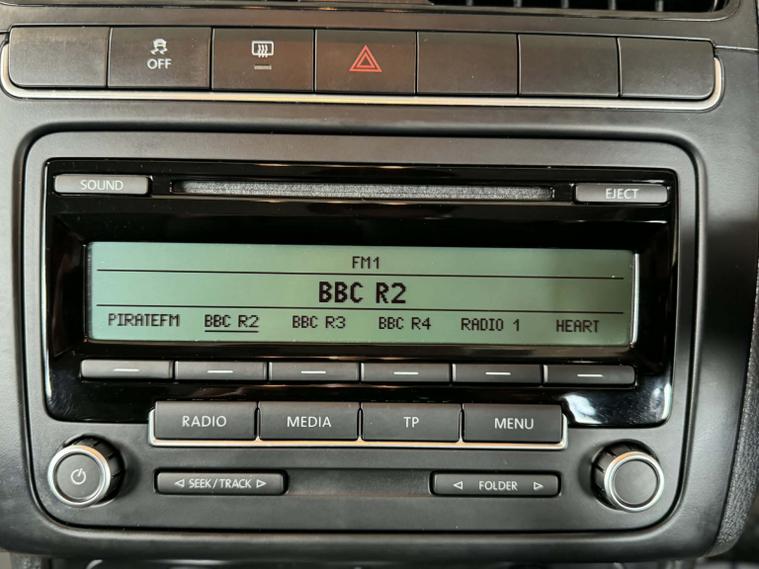 OFF
SOUND
EJECT
FM1
BBC R2
PIRATEFM BBC R2 BBC R3 BBC R4 RADIO 1 HEART
RADIO MEDIA TP MENU
SEEK/TRACK FOLDER